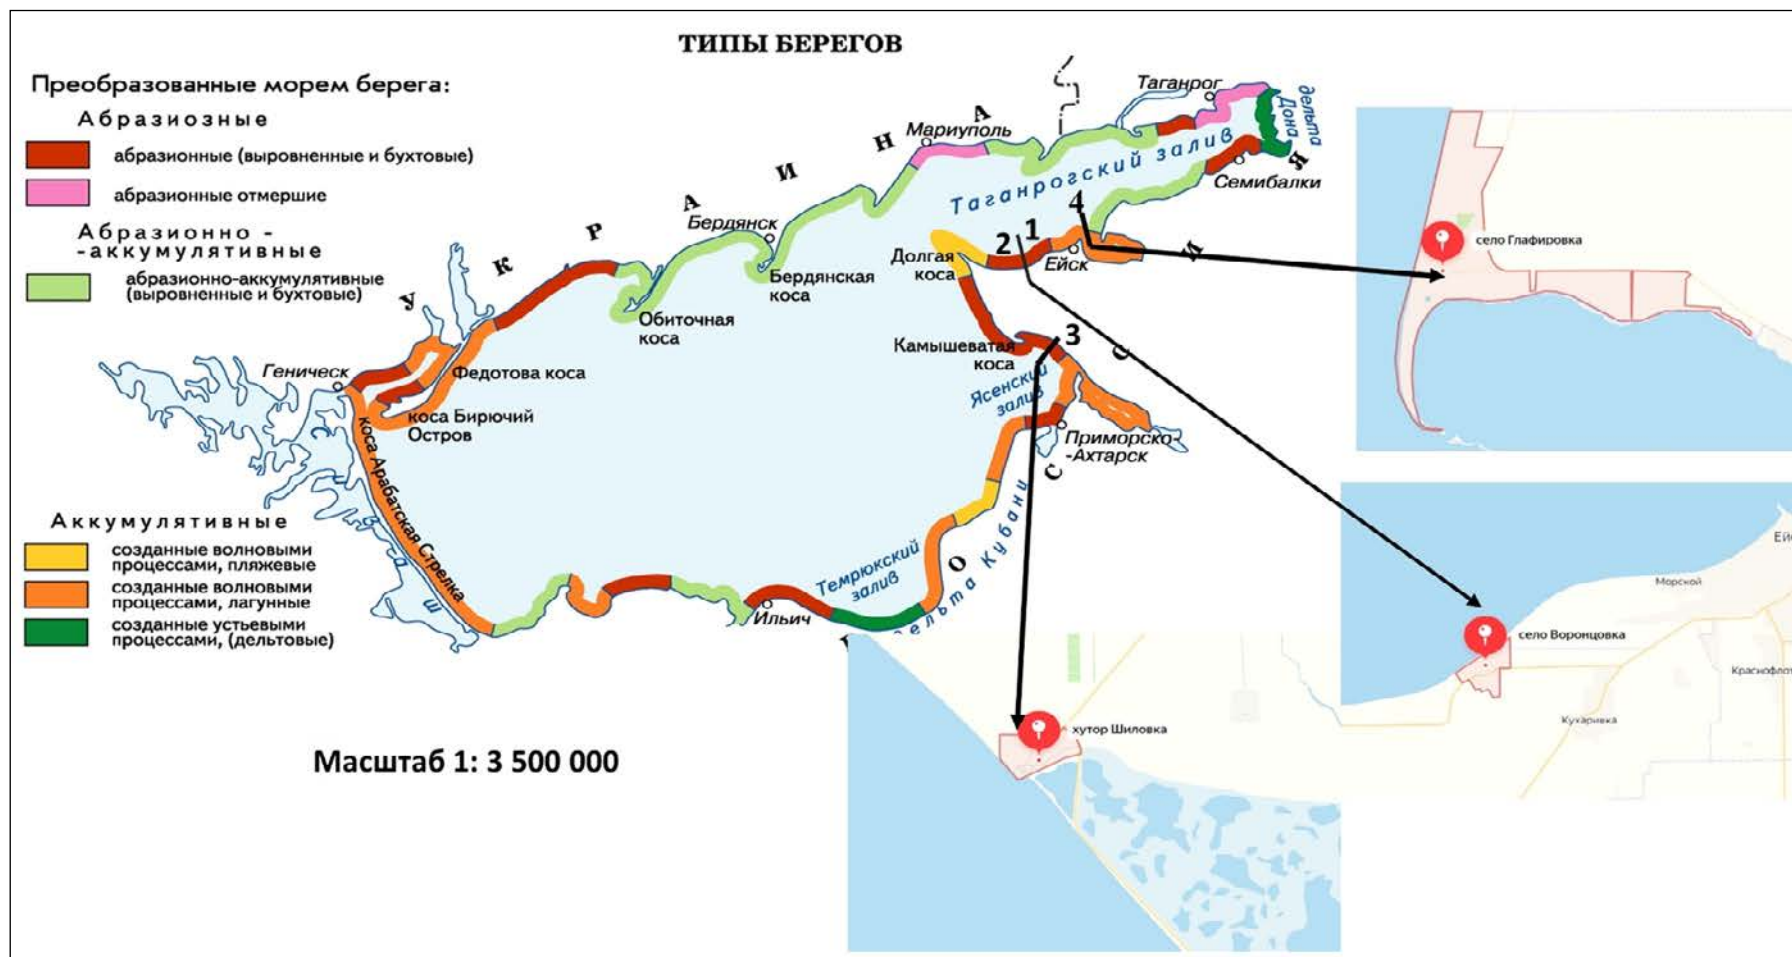 ТИПЫ БЕРЕГОВ
Преобразованные морем берега:
Абразиозные
абразионные (выровненные и бухтовые)
абразионные отмершие
Абразионно -
-аккумулятивные
абразионно-аккумулятивные
(выровненные и бухтовые)
Аккумулятивные
созданные волновыми
процессами, пляжевые
созданные волновыми
процессами, лагунные
созданные устьевыми
процессами, (дельтовые)
УКРАИНА
РОССИЯ
Таганрог
дельта
Дона
Мариуполь
Таганрогский залив
Семибалки
Бердянск
Бердянская
коса
Обиточная
коса
Долгая
коса
2
1
4
Ейск
Камышеватая
коса
3
Ясенский
залив
Приморско-
-Ахтарск
Геническ
Федотова коса
коса Бирючий
Остров
коса Арабатская Стрелка
Сиваш
Темрюкский
залив
дельта Кубани
Ильич
Масштаб 1: 3 500 000
село Глафировка
Морской
село Воронцовка
Кухаривка
хутор Шиловка